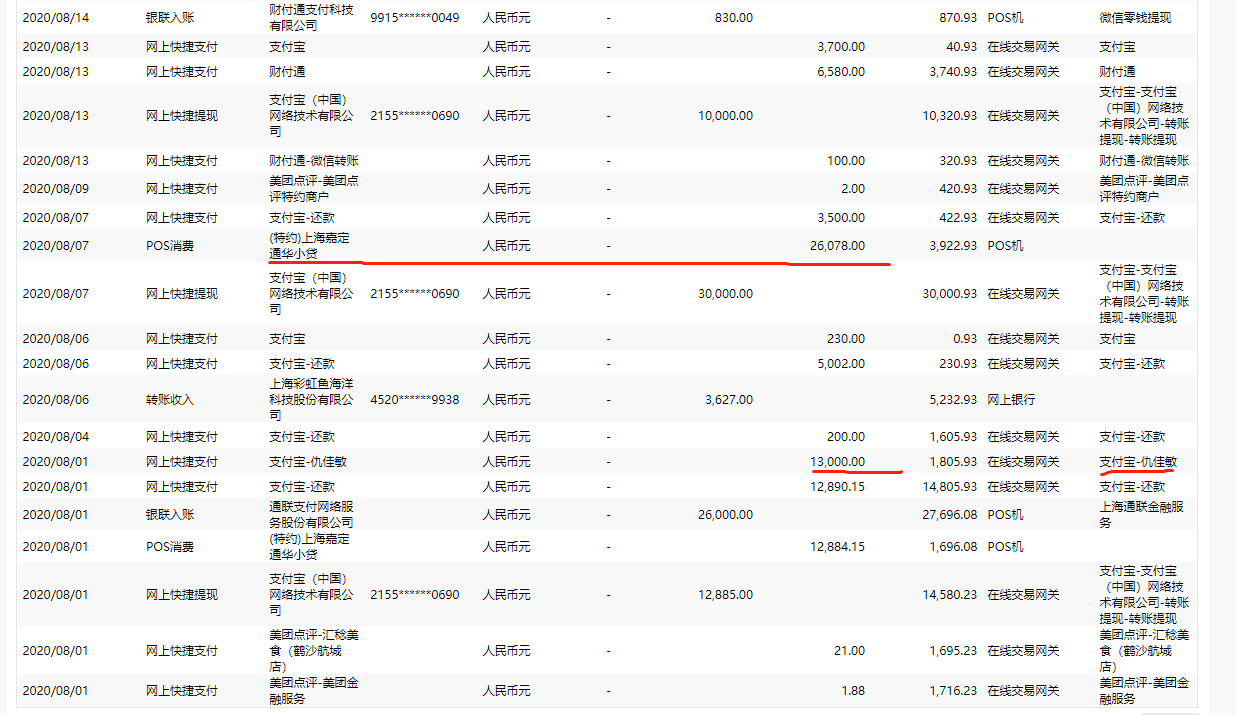 2020/08/14 银联入账 财付通支付科技有限公司 9915******0049 人民币元 - 830.00 870.93 POS机 微信零钱提现
2020/08/13 网上快捷支付 支付宝 人民币元 - 3,700.00 40.93 在线交易网关 支付宝
2020/08/13 网上快捷支付 财付通 人民币元 - 6,580.00 3,740.93 在线交易网关 财付通
2020/08/13 网上快捷提现 支付宝（中国）网络技术有限公司 2155******0690 人民币元 - 10,000.00 10,320.93 在线交易网关 支付宝-支付宝（中国）网络技术有限公司-转账提现-转账提现
2020/08/13 网上快捷支付 财付通-微信转账 人民币元 - 100.00 320.93 在线交易网关 财付通-微信转账
2020/08/09 网上快捷支付 美团点评-美团点评特约商户 人民币元 - 2.00 420.93 在线交易网关 美团点评-美团点评特约商户
2020/08/07 网上快捷支付 支付宝-还款 人民币元 - 3,500.00 422.93 在线交易网关 支付宝-还款
2020/08/07 POS消费 (特约)上海嘉定通华小贷 人民币元 - 26,078.00 3,922.93 POS机
2020/08/07 网上快捷提现 支付宝（中国）网络技术有限公司 2155******0690 人民币元 - 30,000.00 30,000.93 在线交易网关 支付宝-支付宝（中国）网络技术有限公司-转账提现-转账提现
2020/08/06 网上快捷支付 支付宝 人民币元 - 230.00 0.93 在线交易网关 支付宝
2020/08/06 网上快捷支付 支付宝-还款 人民币元 - 5,002.00 230.93 在线交易网关 支付宝-还款
2020/08/06 转账收入 上海彩虹鱼海洋科技股份有限公司 4520******9938 人民币元 - 3,627.00 5,232.93 网上银行
2020/08/04 网上快捷支付 支付宝-还款 人民币元 - 200.00 1,605.93 在线交易网关 支付宝-还款
2020/08/01 网上快捷支付 支付宝-仇佳敏 人民币元 - 13,000.00 1,805.93 在线交易网关 支付宝-仇佳敏
2020/08/01 网上快捷支付 支付宝-还款 人民币元 - 12,890.15 14,805.93 在线交易网关 支付宝-还款
2020/08/01 银联入账 通联支付网络服务股份有限公司 人民币元 - 26,000.00 27,696.08 POS机 上海通联金融服务
2020/08/01 POS消费 (特约)上海嘉定通华小贷 人民币元 - 12,884.15 1,696.08 POS机
2020/08/01 网上快捷提现 支付宝（中国）网络技术有限公司 2155******0690 人民币元 - 12,885.00 14,580.23 在线交易网关 支付宝-支付宝（中国）网络技术有限公司-转账提现-转账提现
2020/08/01 网上快捷支付 美团点评-汇稔美食（鹤沙航城店） 人民币元 - 21.00 1,695.23 在线交易网关 美团点评-汇稔美食（鹤沙航城店）
2020/08/01 网上快捷支付 美团点评-美团金融服务 人民币元 - 1.88 1,716.23 在线交易网关 美团点评-美团金融服务